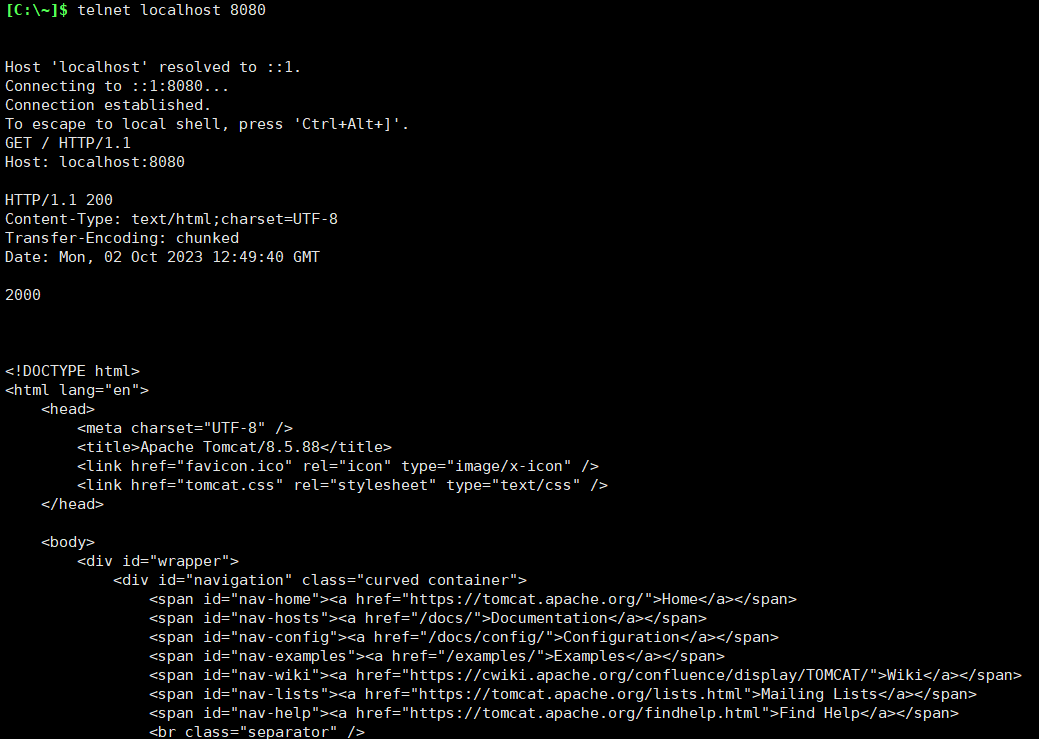 [C:\~]$ telnet localhost 8080
Host 'localhost' resolved to ::1.
Connecting to ::1:8080...
Connection established.
To escape to local shell, press 'Ctrl+Alt+]'.
GET / HTTP/1.1
Host: localhost:8080
HTTP/1.1 200
Content-Type: text/html;charset=UTF-8
Transfer-Encoding: chunked
Date: Mon, 02 Oct 2023 12:49:40 GMT
2000
<!DOCTYPE html>
<html lang="en">
    <head>
        <meta charset="UTF-8" />
        <title>Apache Tomcat/8.5.88</title>
        <link href="favicon.ico" rel="icon" type="image/x-icon" />
        <link href="tomcat.css" rel="stylesheet" type="text/css" />
    </head>
    <body>
        <div id="wrapper">
            <div id="navigation" class="curved container">
                <span id="nav-home"><a href="https://tomcat.apache.org/">Home</a></span>
                <span id="nav-hosts"><a href="/docs/">Documentation</a></span>
                <span id="nav-config"><a href="/docs/config/">Configuration</a></span>
                <span id="nav-examples"><a href="/examples/">Examples</a></span>
                <span id="nav-wiki"><a href="https://cwiki.apache.org/confluence/display/TOMCAT/">Wiki</a></span>
                <span id="nav-lists"><a href="https://tomcat.apache.org/lists.html">Mailing Lists</a></span>
                <span id="nav-help"><a href="https://tomcat.apache.org/findhelp.html">Find Help</a></span>
                <br class="separator" />